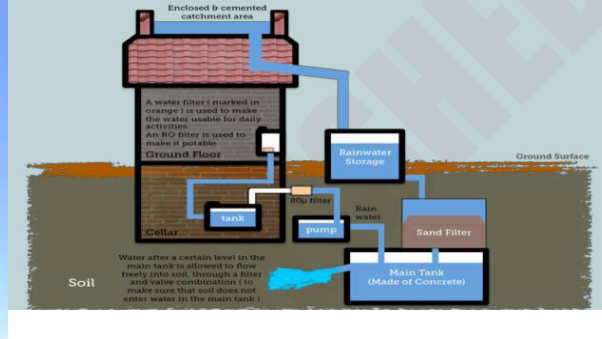 Enclosed & cemented
catchment area
A water filter ( marked in
orange ) is used to make
the water usable for daily
activities.
An RO filter is used to
make it potable
Ground Floor
Rainwater
Storage
Ground Surface
80µ filter
tank
Rain
water
pump
Sand Filter
Cellar
Water after a certain level in the
main tank is allowed to flow
freely into soil, through a filter
and valve combination ( to
make sure that soil does not
enter water in the main tank )
Main Tank
(Made of Concrete)
Soil